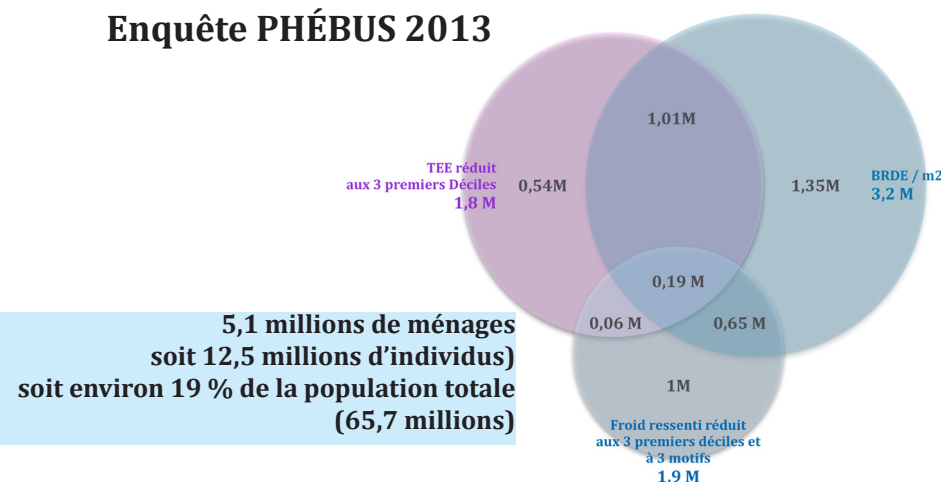 Enquête PHÉBUS 2013
1,01M
TEE réduit
aux 3 premiers Déciles
1,8 M
0,54M
1,35M
BRDE / m2
3,2 M
0,19 M
0,06 M
0,65 M
5,1 millions de ménages
soit 12,5 millions d’individus)
soit environ 19 % de la population totale
(65,7 millions)
1M
Froid ressenti réduit
aux 3 premiers déciles et
à 3 motifs
1,9 M